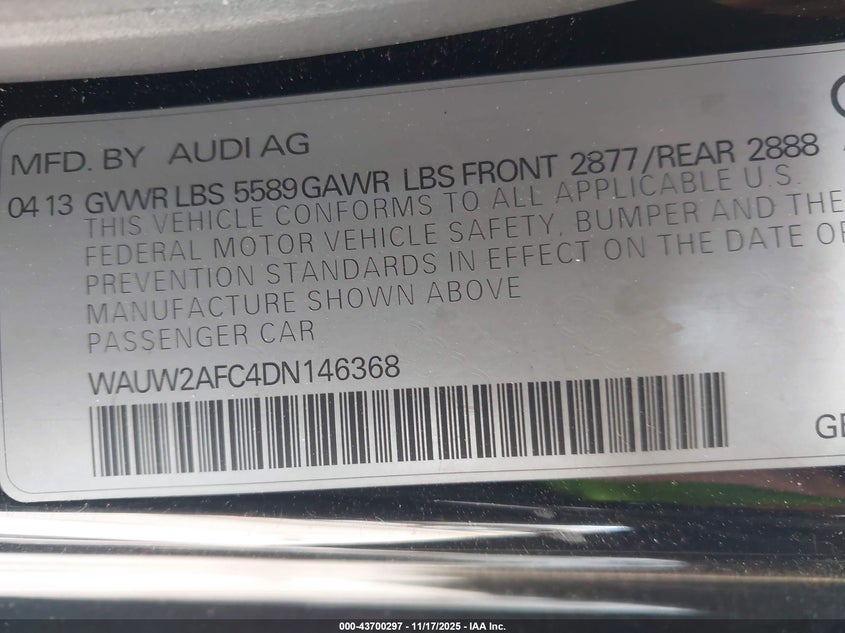 MFD. BY AUDI AG
04 13 GVWR LBS 5589 GAWR LBS FRONT 2877/REAR 2888
THIS VEHICLE CONFORMS TO ALL APPLICABLE U.S.
FEDERAL MOTOR VEHICLE SAFETY, BUMPER AND THE
PREVENTION STANDARDS IN EFFECT ON THE DATE OF
MANUFACTURE SHOWN ABOVE
PASSENGER CAR
WAUW2AFC4DN146368
000-43700297 - 11/17/2025 - IAA Inc.